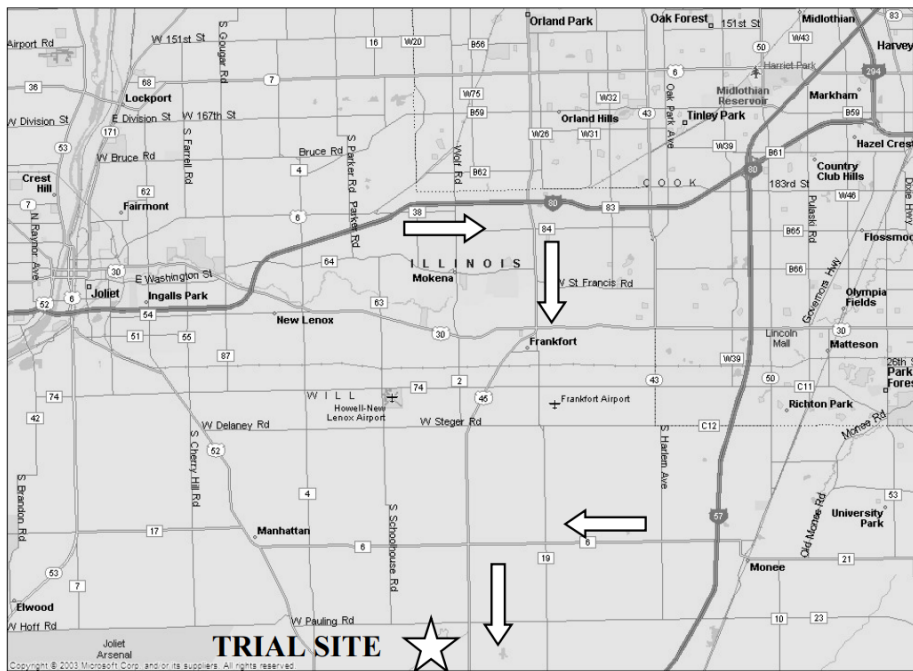 Orland Park
Oak Forest
151st St
Midlothian
83
Airport Rd
W 151st St
S Gougar Rd
16
W20
B56
50
W43
Harvey
68
7
6
Harriet Park
36
Lockport
W75
294
Midlothian
Reservoir
Markham
E Division St
W 167th St
B59
W32
43
Oak Park Ave
W Division St
Orland Hills
Tinley Park
B59
171
S Farrell Rd
S Parker Rd
W26
W31
53
W39
Hazel Crest
W Bruce Rd
Bruce Rd
Wolf Rd
B61
4
B62
80
Country
Club Hills
Crest
Hill
62
COOK
183rd St
W46
Dixie Hwy
7
Fairmont
Parker Rd
80
83
6
38
84
Pulaski Rd
B65
Flossmoor
N Raynor Ave
30
64
ILLINOIS
B66
E Washington St
Mokena
W St Francis Rd
Governors Hwy
Joliet
Ingalls Park
Olympia
Fields
52
6
54
63
New Lenox
30
Lincoln
Mall
30
51
55
Frankfort
Matteson
87
W39
26th St
2
43
50
C11
Park
Forest
74
WILL
74
45
Frankfort Airport
Howell-New
Lenox Airport
Richton Park
42
W Delaney Rd
W Steger Rd
C12
Monee Rd
S Brandon Rd
52
S Cherry Hill Rd
S Harlem Ave
4
S Schoolhouse Rd
Old Monee Rd
53
57
University
Park
17
Manhattan
6
6
19
21
Monee
53
7
Elwood
10
23
W Hoff Rd
W Pauling Rd
Joliet
Arsenal
TRIAL SITE
Copyright © 2003 Microsoft Corp. and/or its suppliers. All rights reserved.